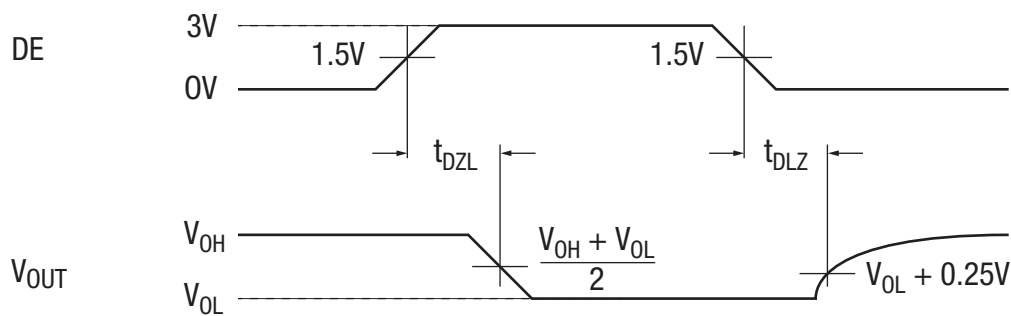 3V
DE
1.5V
1.5V
0V
tDZL
tDLZ
VOH
VOH + VOL
2
VOUT
VOL + 0.25V
VOL